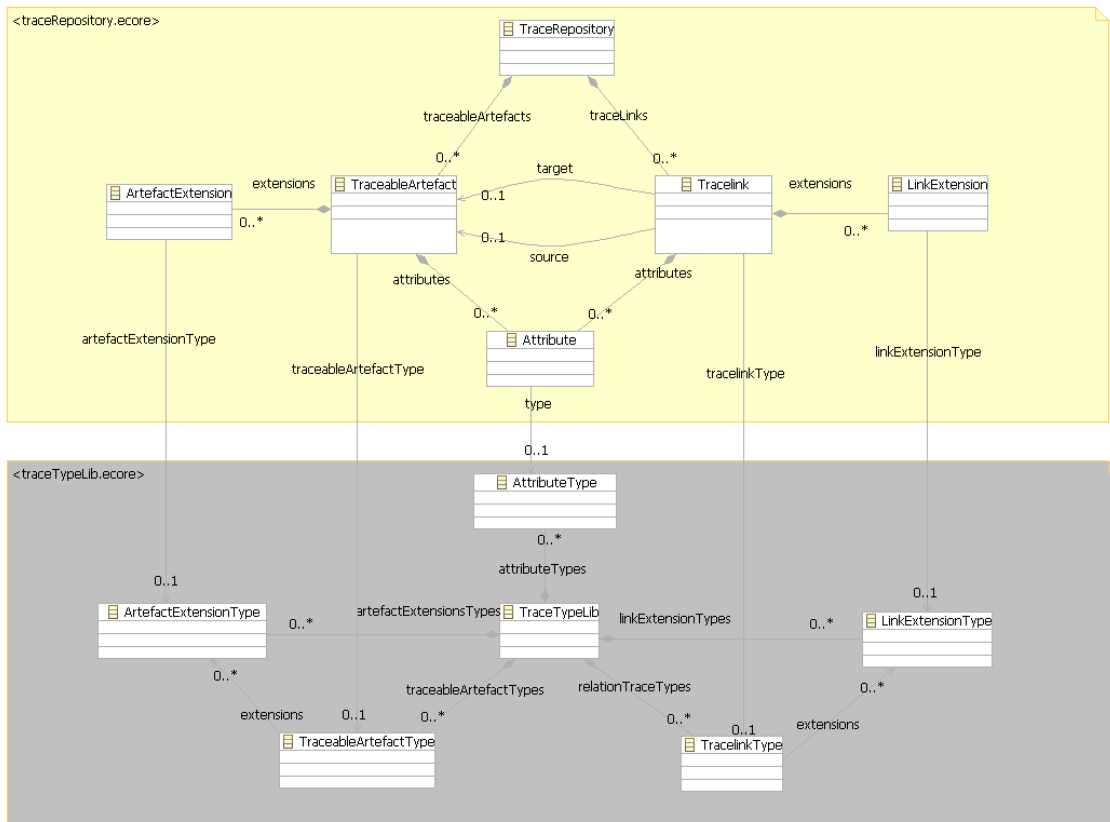 <traceRepository.ecore>
TraceRepository
traceableArtefacts
traceLinks
0..*
0..*
target
extensions
TraceableArtefact
Tracelink
extensions
LinkExtension
ArtefactExtension
0..1
0..*
0..*
0..1
source
attributes
attributes
0..*
0..*
artefactExtensionType
Attribute
linkExtensionType
traceableArtefactType
tracelinkType
type
0..1
<traceTypeLib.ecore>
AttributeType
0..*
attributeTypes
0..1
0..1
ArtefactExtensionType
artefactExtensionsTypes
TraceTypeLib
linkExtensionTypes
LinkExtensionType
0..*
0..*
0..*
traceableArtefactTypes
relationTraceTypes
0..*
extensions
0..1
0..*
0..*
extensions
0..1
TraceableArtefactType
TracelinkType